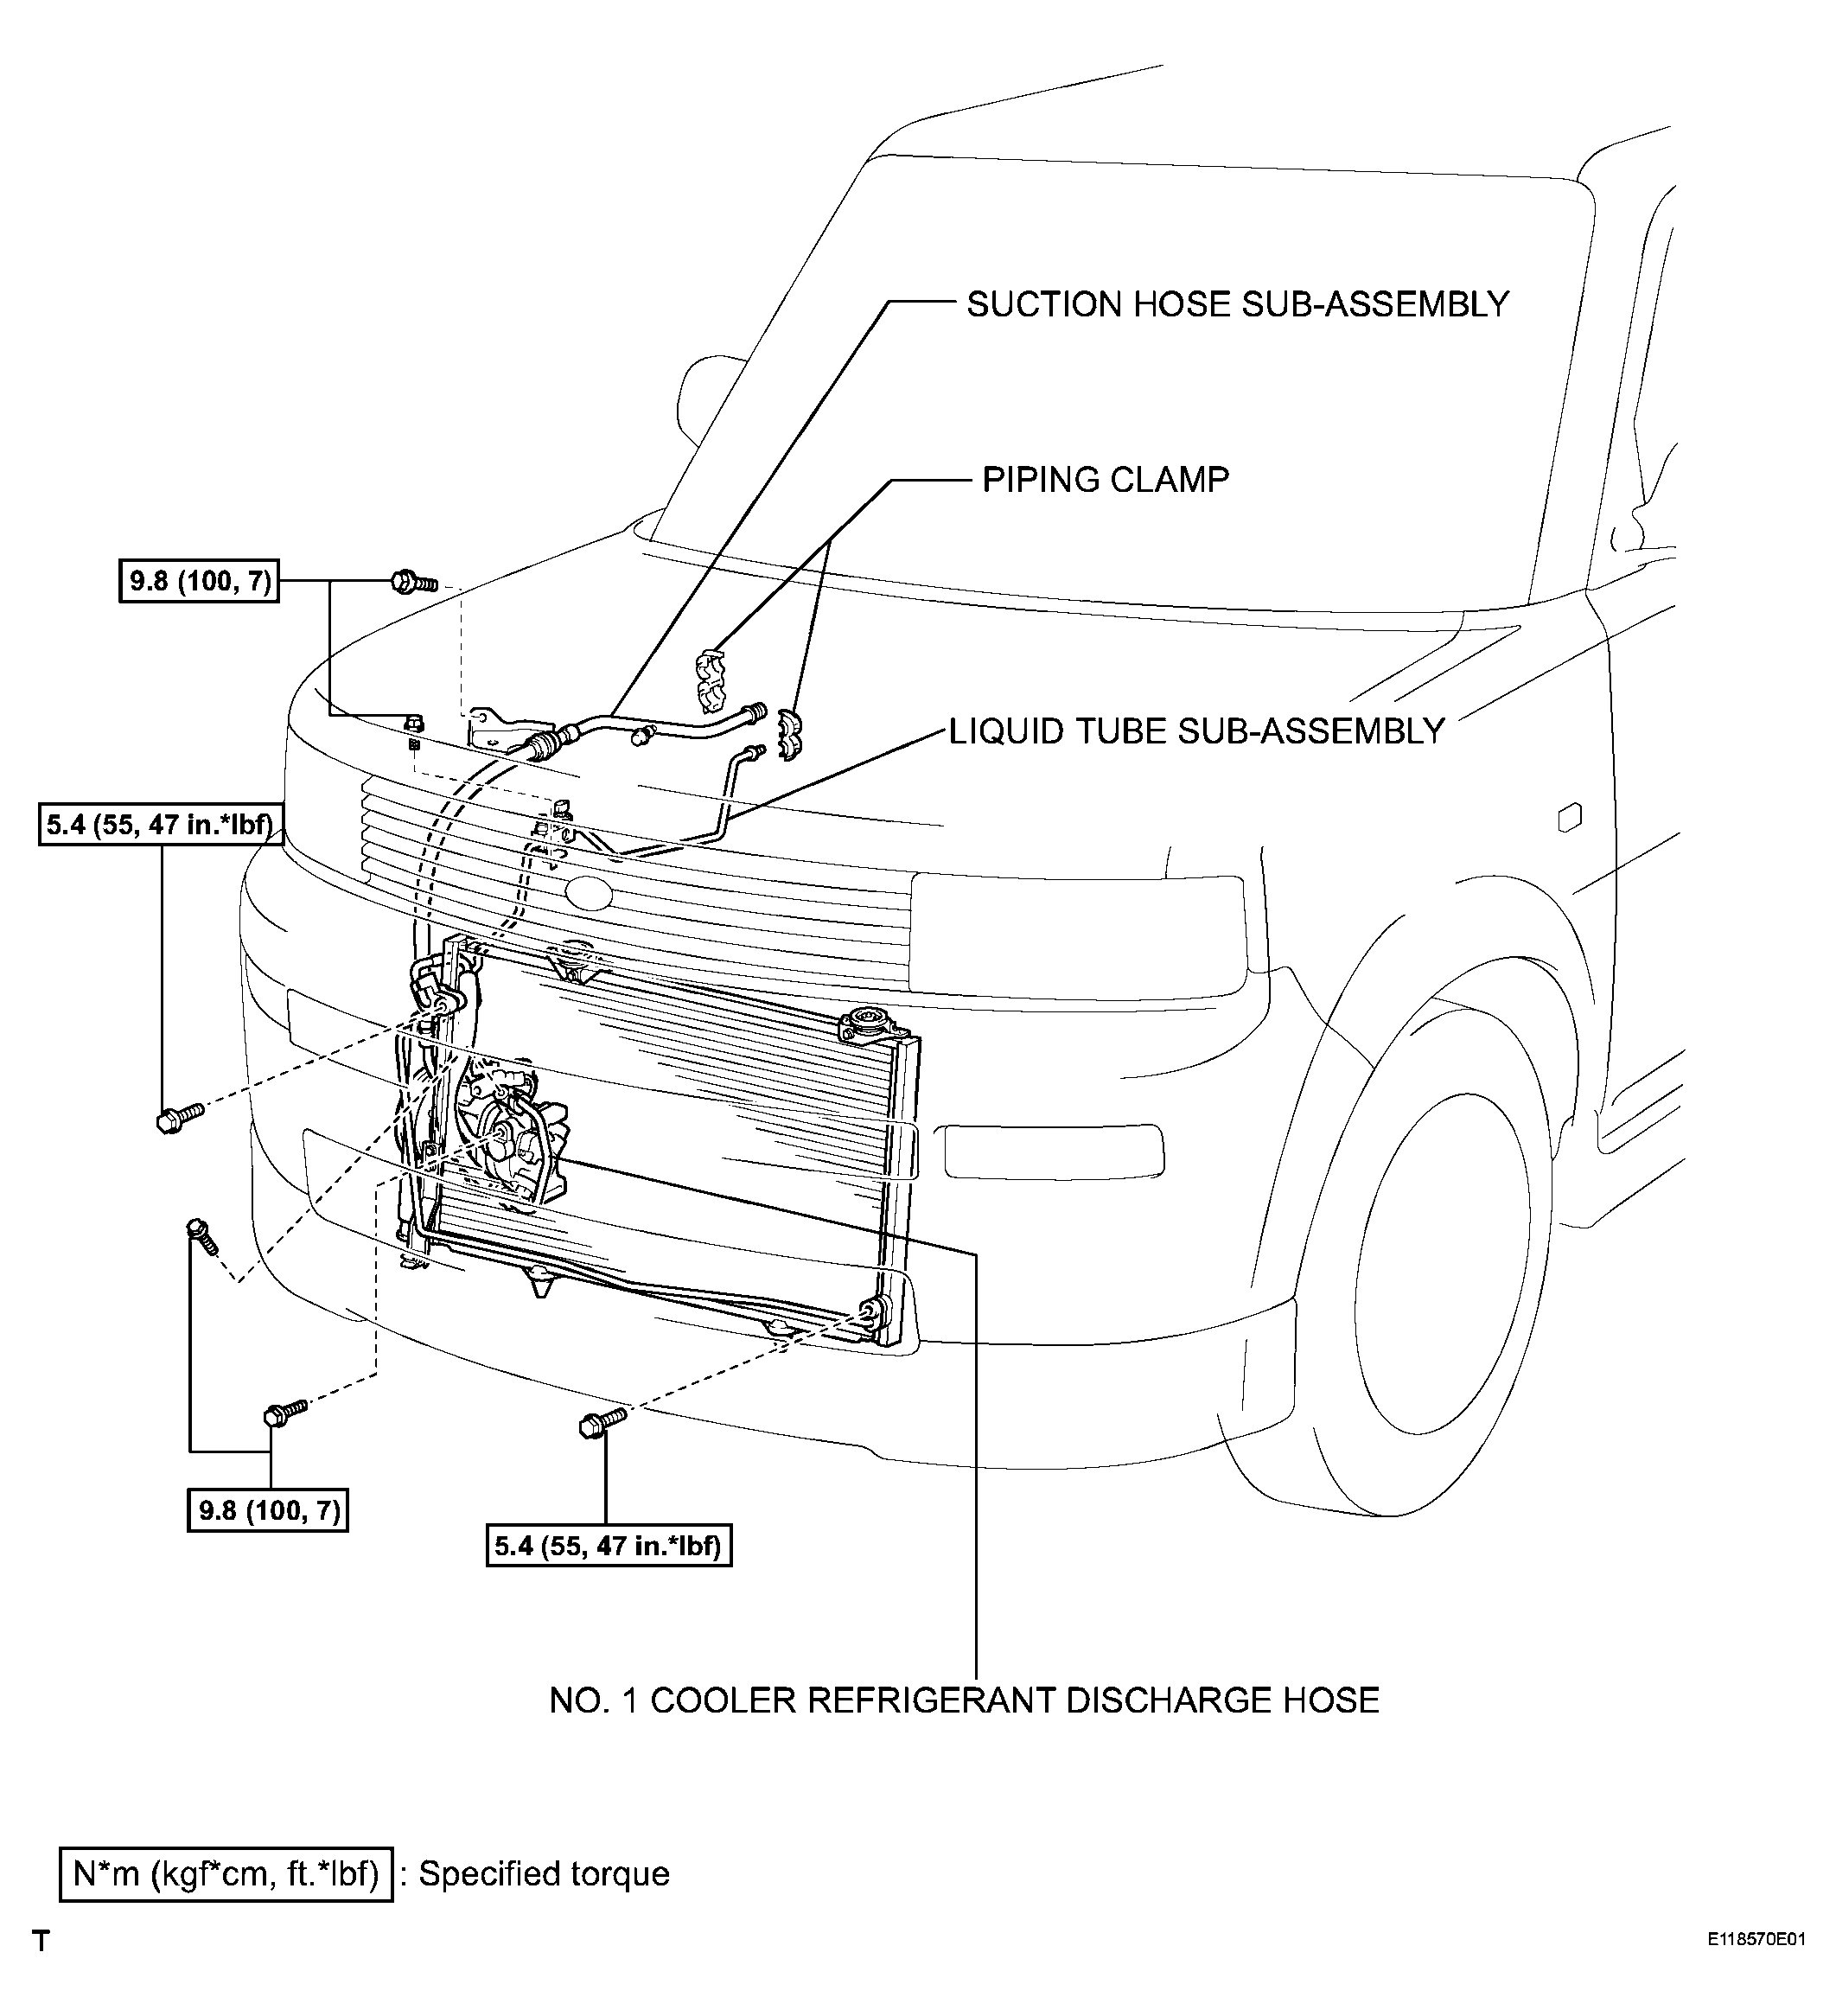 SUCTION HOSE SUB-ASSEMBLY
PIPING CLAMP
9.8 (100, 7)
LIQUID TUBE SUB-ASSEMBLY
5.4 (55, 47 in.*lbf)
9.8 (100, 7)
5.4 (55, 47 in.*lbf)
NO. 1 COOLER REFRIGERANT DISCHARGE HOSE
N*m (kgf*cm, ft.*lbf) : Specified torque
T
E118570E01